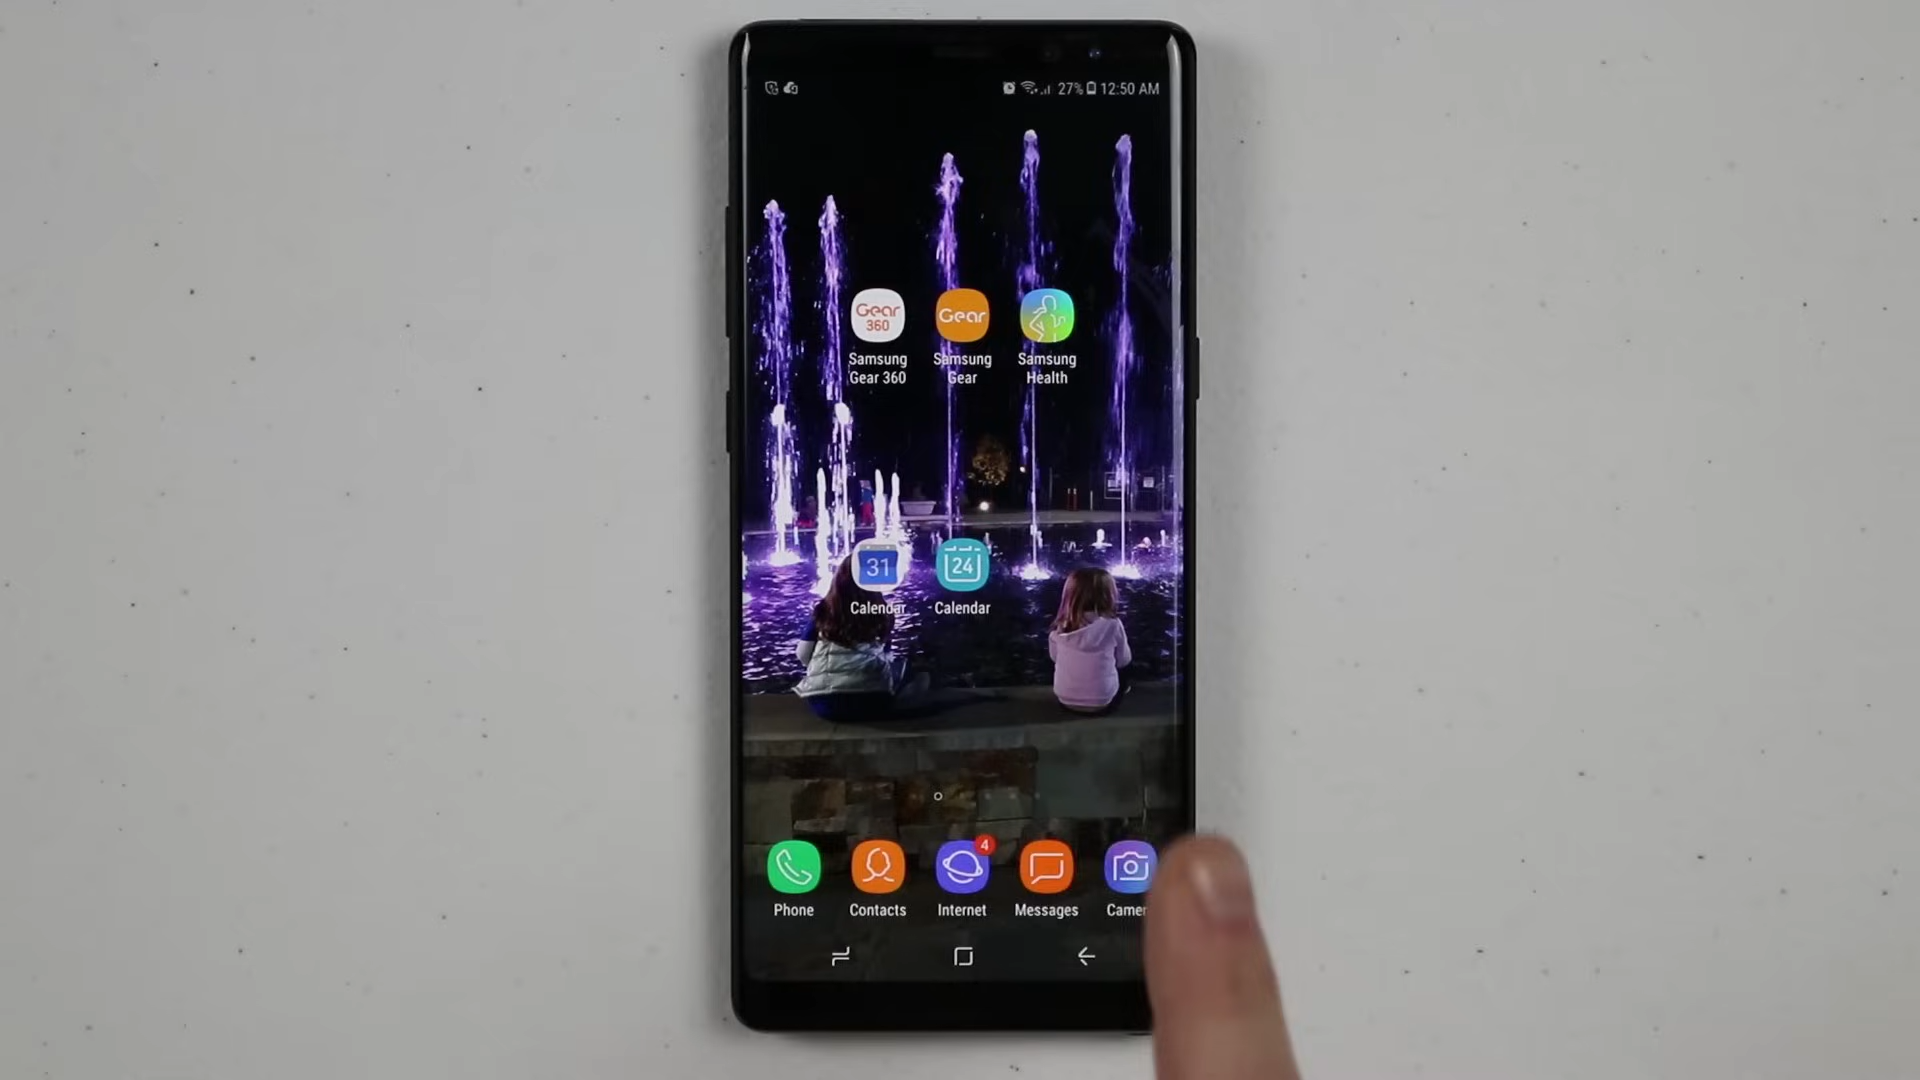 27% 12:50 AM
Gear 360
Gear
Samsung Gear 360
Samsung Gear
Samsung Health
31
24
Calendar
Calendar
4
Phone
Contacts
Internet
Messages
Camer